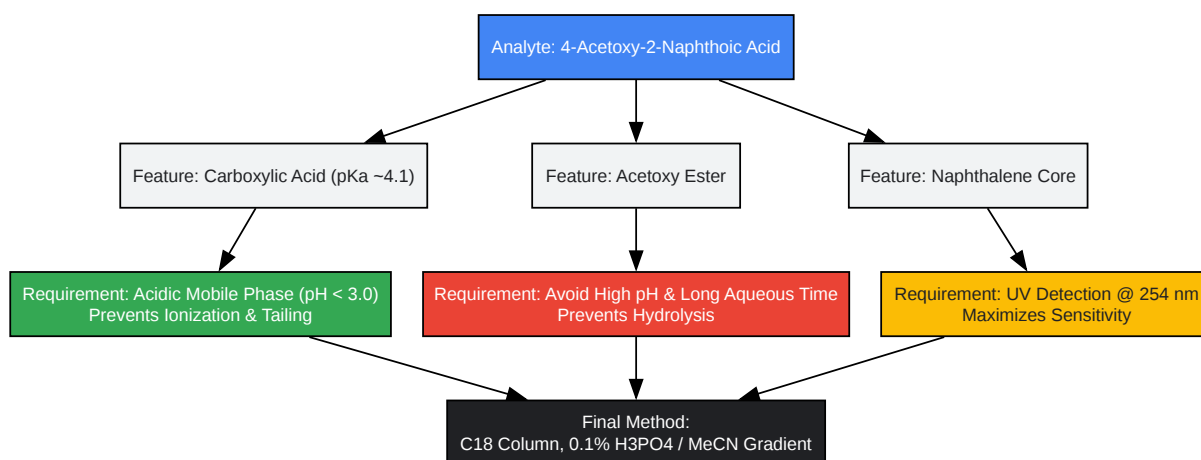 Analyte: 4-Acetoxy-2-Naphthoic Acid
Feature: Carboxylic Acid (pKa ~4.1)
Feature: Acetoxy Ester
Feature: Naphthalene Core
Requirement: Acidic Mobile Phase (pH < 3.0)
Prevents Ionization & Tailing
Requirement: Avoid High pH & Long Aqueous Time
Prevents Hydrolysis
Requirement: UV Detection @ 254 nm
Maximizes Sensitivity
Final Method:
C18 Column, 0.1% H3PO4 / MeCN Gradient